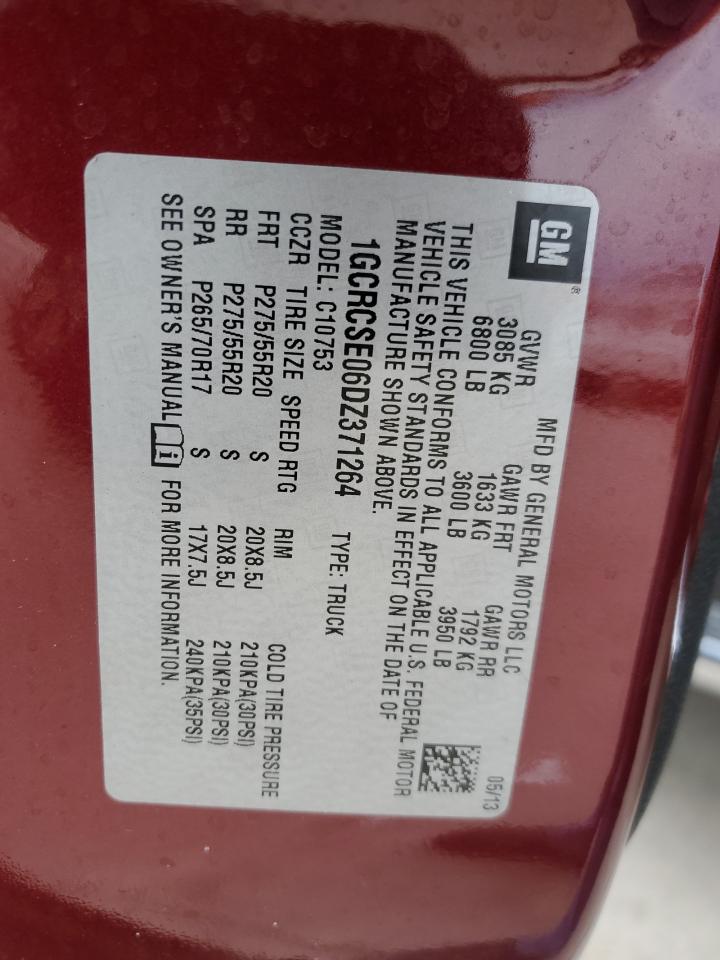 GM®
MFD BY GENERAL MOTORS LLC 05/13
GVWR GAWR FRT GAWR RR
3085 KG 1633 KG 1792 KG
6800 LB 3600 LB 3950 LB
THIS VEHICLE CONFORMS TO ALL APPLICABLE U.S. FEDERAL MOTOR
VEHICLE SAFETY STANDARDS IN EFFECT ON THE DATE OF
MANUFACTURE SHOWN ABOVE.
1GCRCSE06DZ371264 TYPE: TRUCK
MODEL: C10753
CCZR TIRE SIZE SPEED RTG RIM COLD TIRE PRESSURE
FRT P275/55R20 S 20X8.5J 210KPA(30PSI)
RR P275/55R20 S 20X8.5J 210KPA(30PSI)
SPA P265/70R17 S 17X7.5J 240KPA(35PSI)
SEE OWNER'S MANUAL FOR MORE INFORMATION.